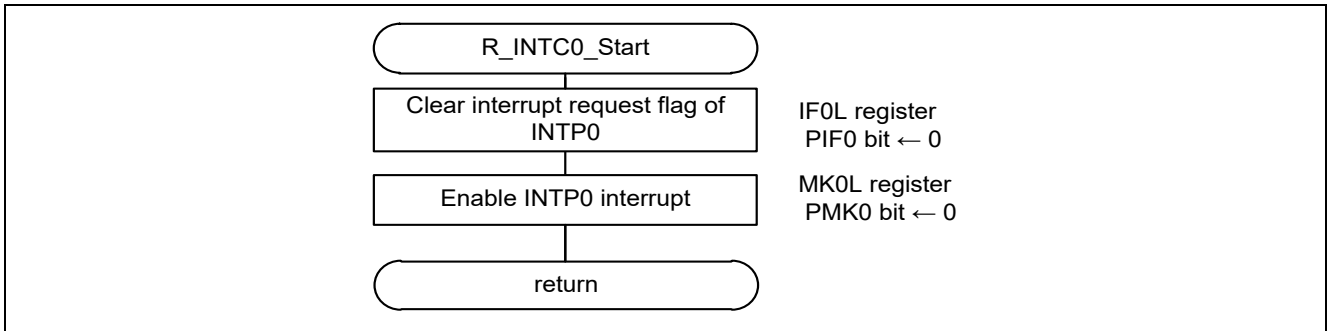 R_INTC0_Start
Clear interrupt request flag of
INTP0
IF0L register
PIF0 bit ← 0
Enable INTP0 interrupt
MK0L register
PMK0 bit ← 0
return